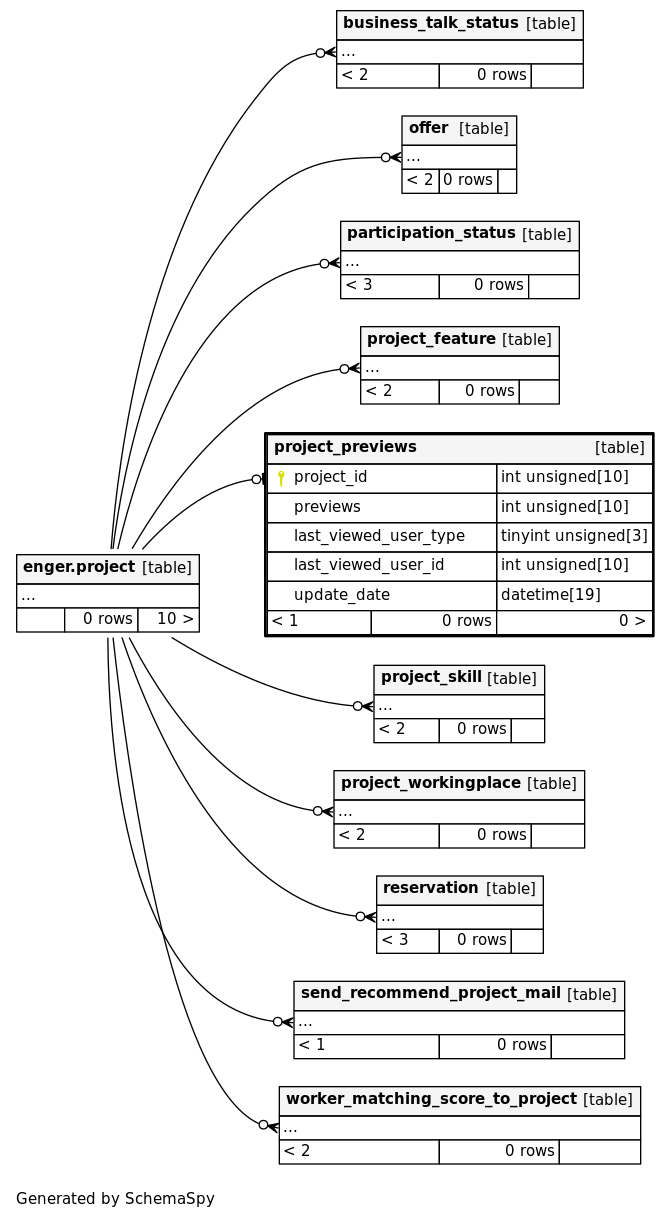 business_talk_status [table]
...
< 2 0 rows
offer [table]
...
< 2 0 rows
participation_status [table]
...
< 3 0 rows
project_feature [table]
...
< 2 0 rows
project_previews [table]
project_id int unsigned[10]
previews int unsigned[10]
last_viewed_user_type tinyint unsigned[3]
last_viewed_user_id int unsigned[10]
update_date datetime[19]
< 1 0 rows 0 >
enger.project [table]
...
0 rows 10 >
project_skill [table]
...
< 2 0 rows
project_workingplace [table]
...
< 2 0 rows
reservation [table]
...
< 3 0 rows
send_recommend_project_mail [table]
...
< 1 0 rows
worker_matching_score_to_project [table]
...
< 2 0 rows
Generated by SchemaSpy